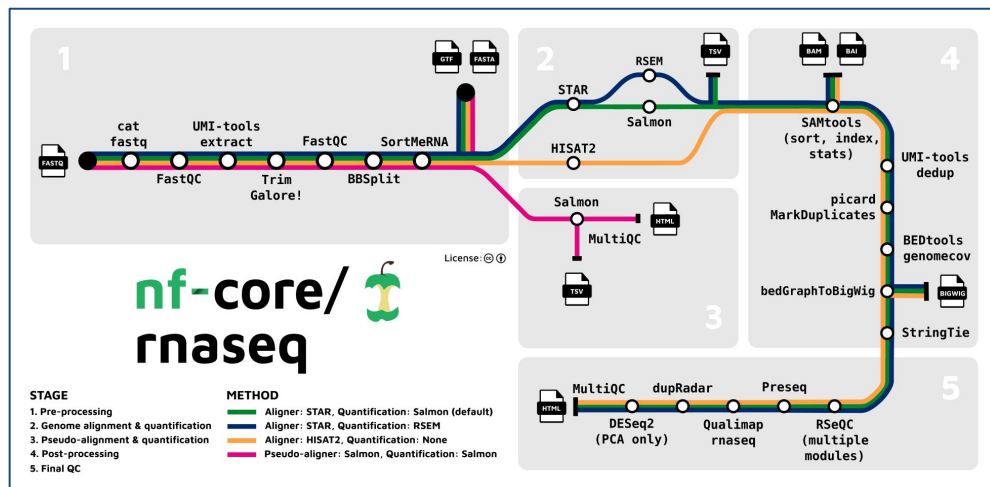 1
GTF
FASTA
cat
fastq
UMI-tools
extract
FastQC
SortMeRNA
FASTQ
FastQC
Trim
Galore!
BBSplit
2
TSV
RSEM
STAR
Salmon
HISAT2
Salmon
HTML
MultiQC
TSV
3
4
BAM
BAI
SAMtools
(sort, index,
stats)
UMI-tools
dedup
picard
MarkDuplicates
BEDtools
genomecov
bedGraphToBigWig
BIGWIG
StringTie
5
HTML
MultiQC
dupRadar
Preseq
DESeq2
(PCA only)
Qualimap
rnaseq
RSeQC
(multiple
modules)
License:
nf-core/
rnaseq
STAGE
1. Pre-processing
2. Genome alignment & quantification
3. Pseudo-alignment & quantification
4. Post-processing
5. Final QC
METHOD
Aligner: STAR, Quantification: Salmon (default)
Aligner: STAR, Quantification: RSEM
Aligner: HISAT2, Quantification: None
Pseudo-aligner: Salmon, Quantification: Salmon